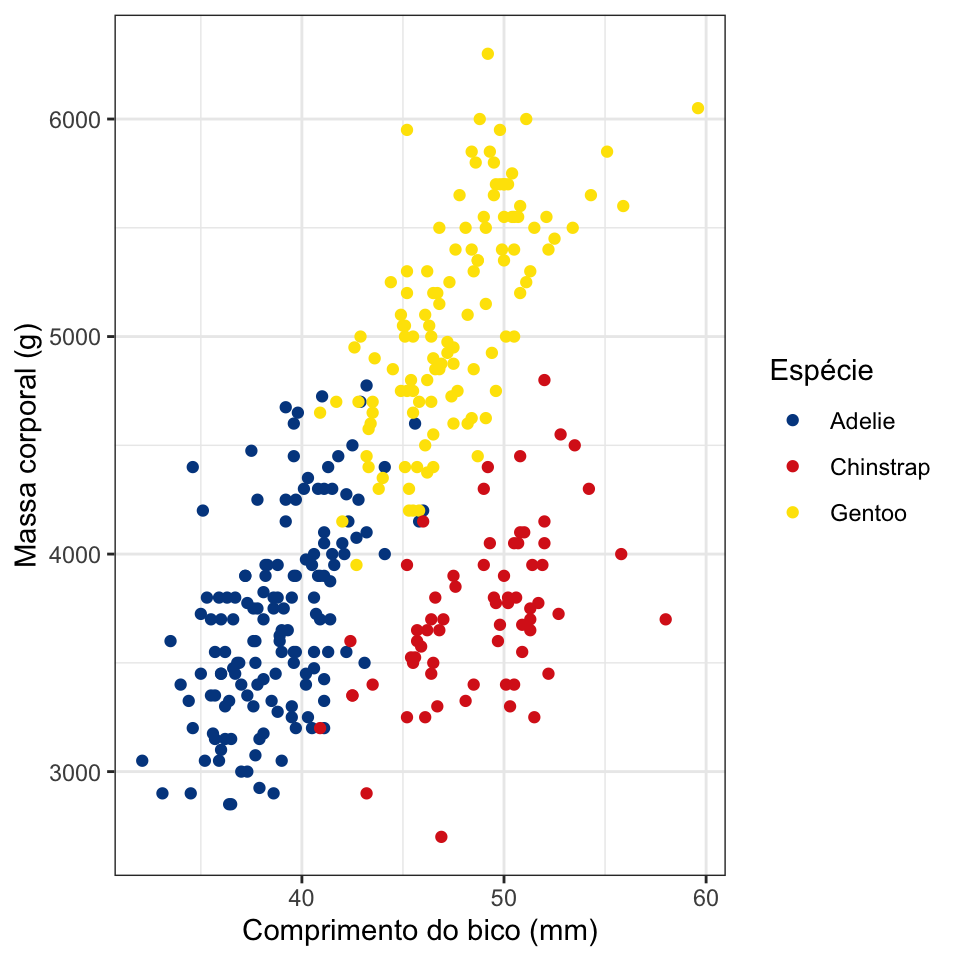 6000
5000
4000
3000
Massa corporal (g)
40
50
60
Comprimento do bico (mm)
Espécie
Adelie
Chinstrap
Gentoo